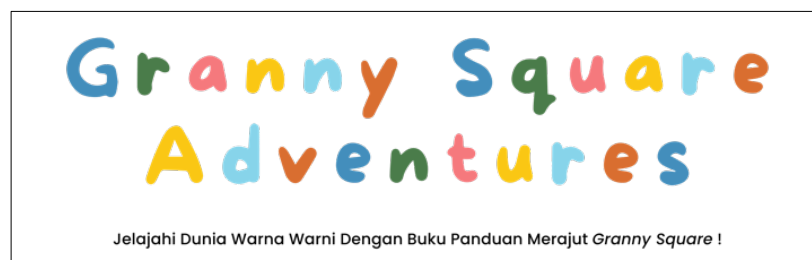 Granny Square
Adventures
Jelajahi Dunia Warna Warni Dengan Buku Panduan Merajut Granny Square !